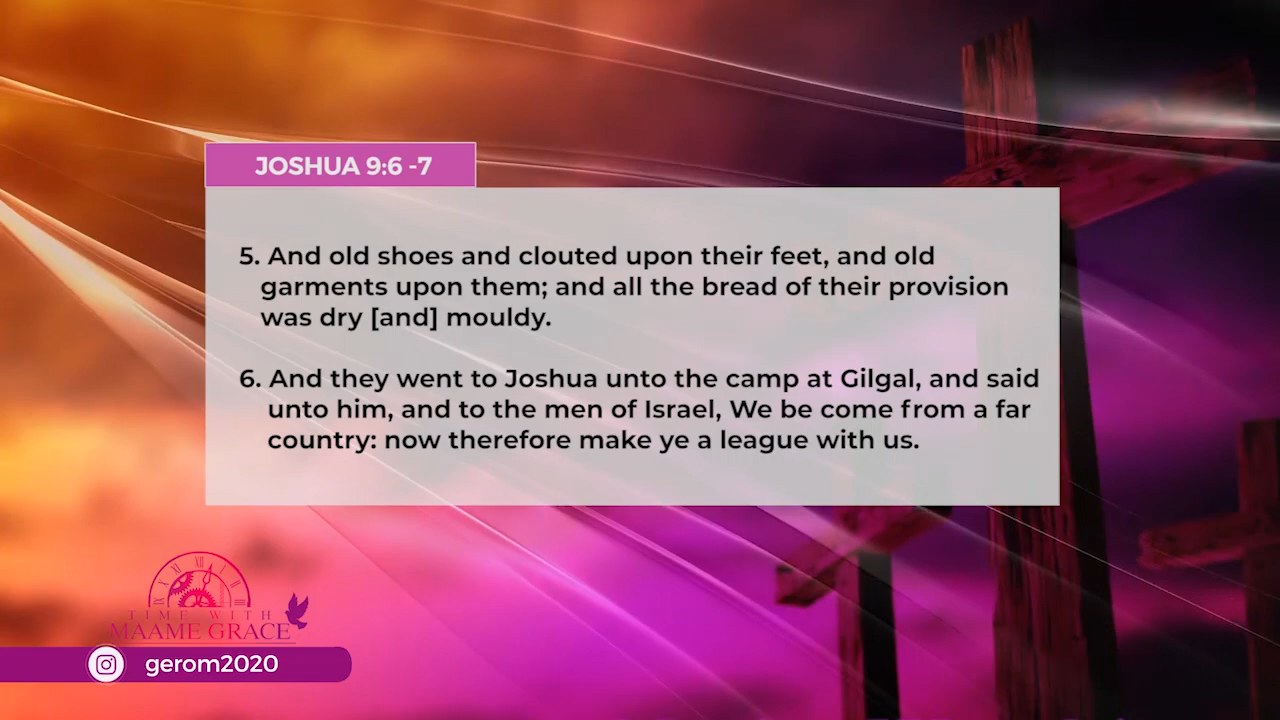 JOSHUA 9:6 -7
5. And old shoes and clouted upon their feet, and old
garments upon them; and all the bread of their provision
was dry [and] mouldy.
6. And they went to Joshua unto the camp at Gilgal, and said
unto him, and to the men of Israel, We be come from a far
country: now therefore make ye a league with us.
TIME WITH
MAAME GRACE
gerom2020